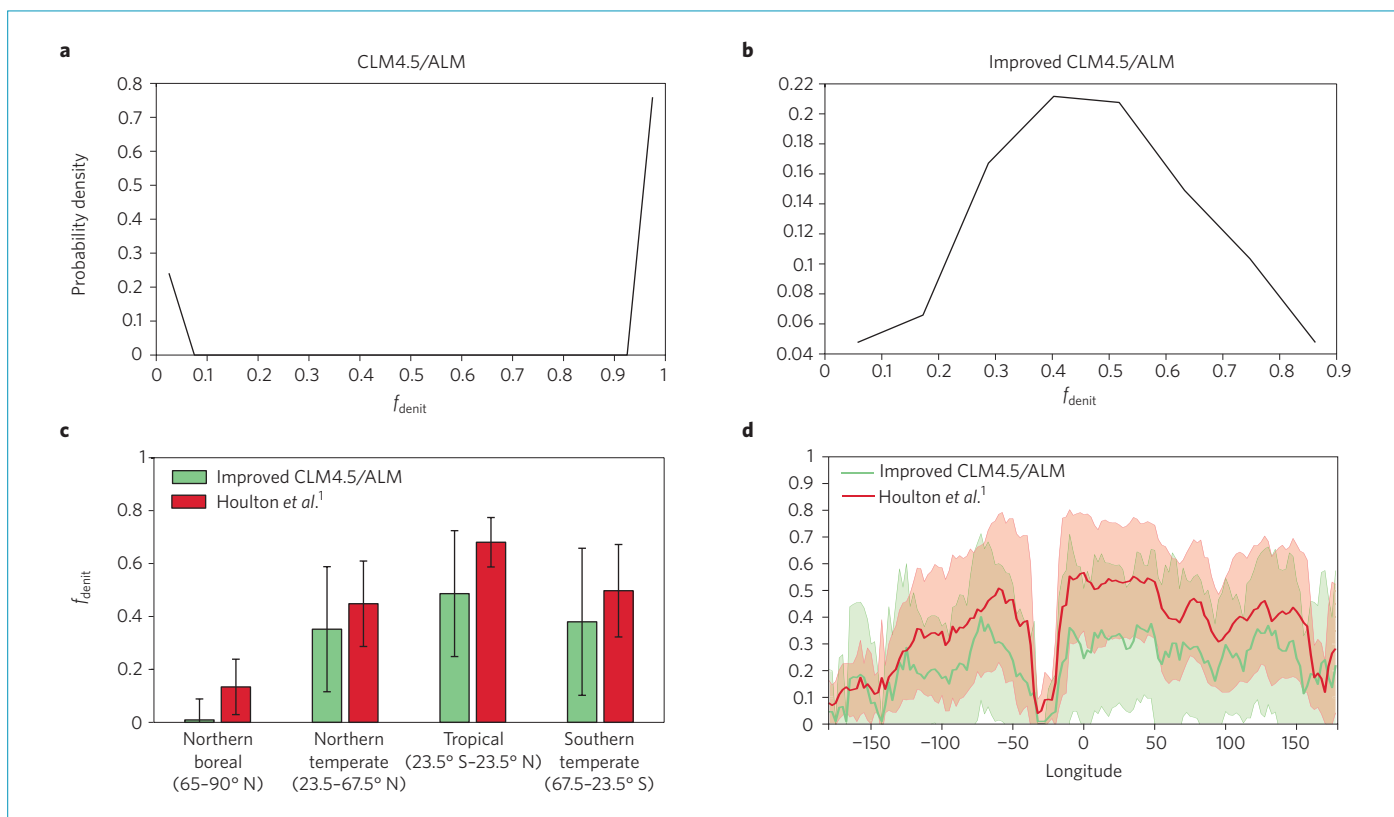 a
CLM4.5/ALM
0.8
0.7
0.6
0.5
0.4
0.3
0.2
0.1
0
Probability density
0 0.1 0.2 0.3 0.4 0.5 0.6 0.7 0.8 0.9 1
fdenit
b
Improved CLM4.5/ALM
0.22
0.2
0.18
0.16
0.14
0.12
0.1
0.08
0.06
0.04
0 0.1 0.2 0.3 0.4 0.5 0.6 0.7 0.8 0.9
fdenit
c
1
0.8
0.6
0.4
0.2
0
fdenit
Improved CLM4.5/ALM
Houlton et al.1
Northern boreal (65–90° N)
Northern temperate (23.5–67.5° N)
Tropical (23.5° S–23.5° N)
Southern temperate (67.5–23.5° S)
d
1
0.9
0.8
0.7
0.6
0.5
0.4
0.3
0.2
0.1
0
Improved CLM4.5/ALM
Houlton et al.1
−150 −100 −50 0 50 100 150
Longitude